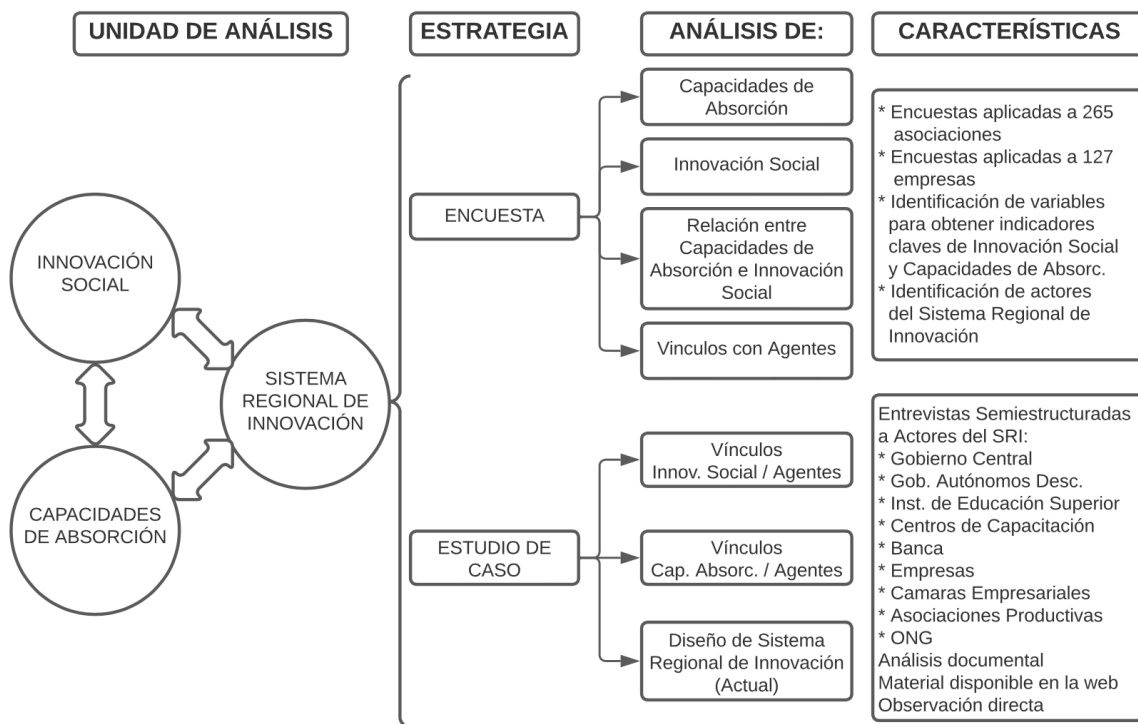 UNIDAD DE ANÁLISIS
ESTRATEGIA
ANÁLISIS DE:
CARACTERÍSTICAS
INNOVACIÓN
SOCIAL
SISTEMA
REGIONAL DE
INNOVACIÓN
CAPACIDADES
DE ABSORCIÓN
ENCUESTA
Capacidades de
Absorción
Innovación Social
Relación entre
Capacidades de
Absorción e Innovación
Social
Vinculos con Agentes
* Encuestas aplicadas a 265
asociaciones
* Encuestas aplicadas a 127
empresas
* Identificación de variables
para obtener indicadores
claves de Innovación Social
y Capacidades de Absorc.
* Identificación de actores
del Sistema Regional de
Innovación
ESTUDIO DE
CASO
Vínculos
Innov. Social / Agentes
Vínculos
Cap. Absorc. / Agentes
Diseño de Sistema
Regional de Innovación
(Actual)
Entrevistas Semiestructuradas
a Actores del SRI:
* Gobierno Central
* Gob. Autónomos Desc.
* Inst. de Educación Superior
* Centros de Capacitación
* Banca
* Empresas
* Camaras Empresariales
* Asociaciones Productivas
* ONG
Análisis documental
Material disponible en la web
Observación directa